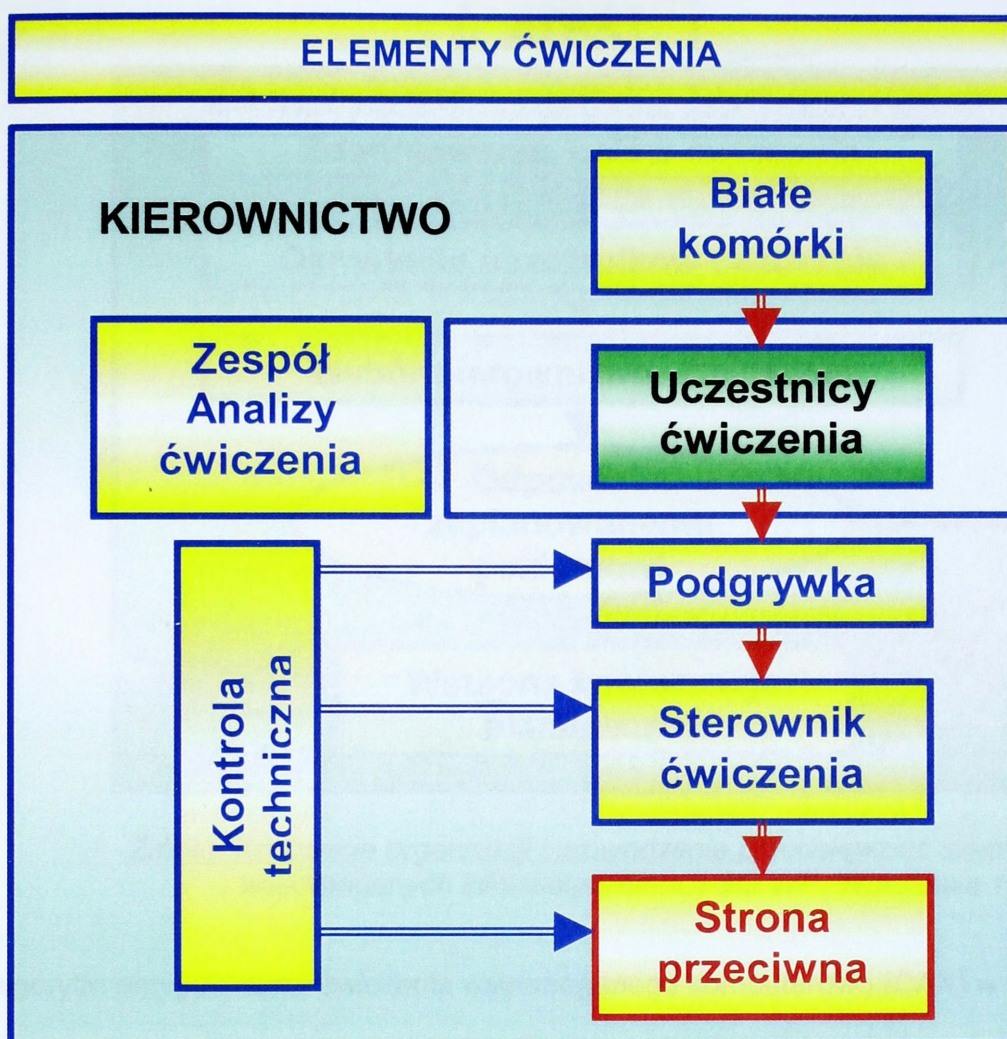 ELEMENTY ĆWICZENIA
KIEROWNICTWO
Białe
komórki
Zespół
Analizy
ćwiczenia
Uczestnicy
ćwiczenia
Podgrywka
Kontrola
techniczna
Sterownik
ćwiczenia
Strona
przeciwna